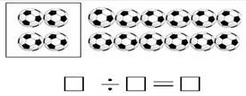 □ ÷ □ = □